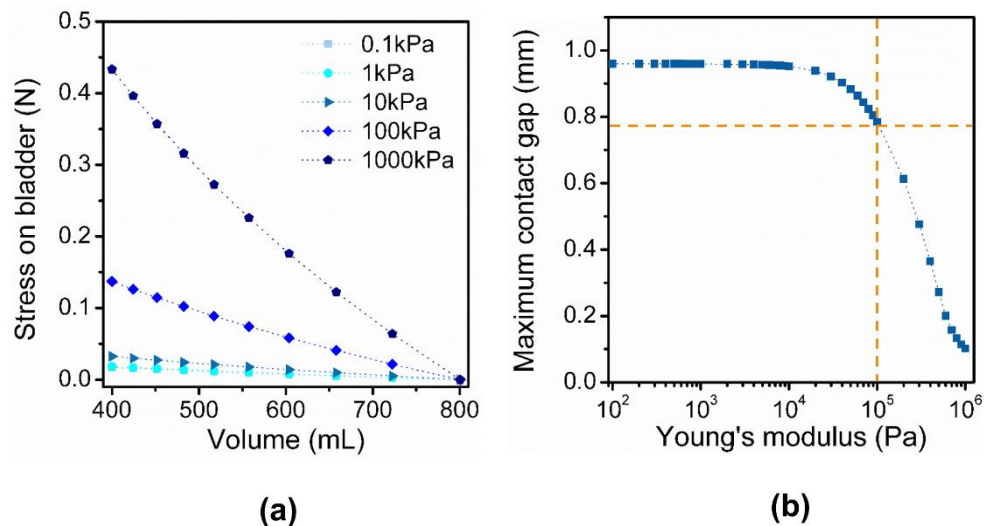 Stress on bladder (N)
0.5
0.4
0.3
0.2
0.1
0.0
400
500
600
700
800
Volume (mL)
0.1kPa
1kPa
10kPa
100kPa
1000kPa
(a)
Maximum contact gap (mm)
1.0
0.8
0.6
0.4
0.2
0.0
10²
10³
10⁴
10⁵
10⁶
Young's modulus (Pa)
(b)